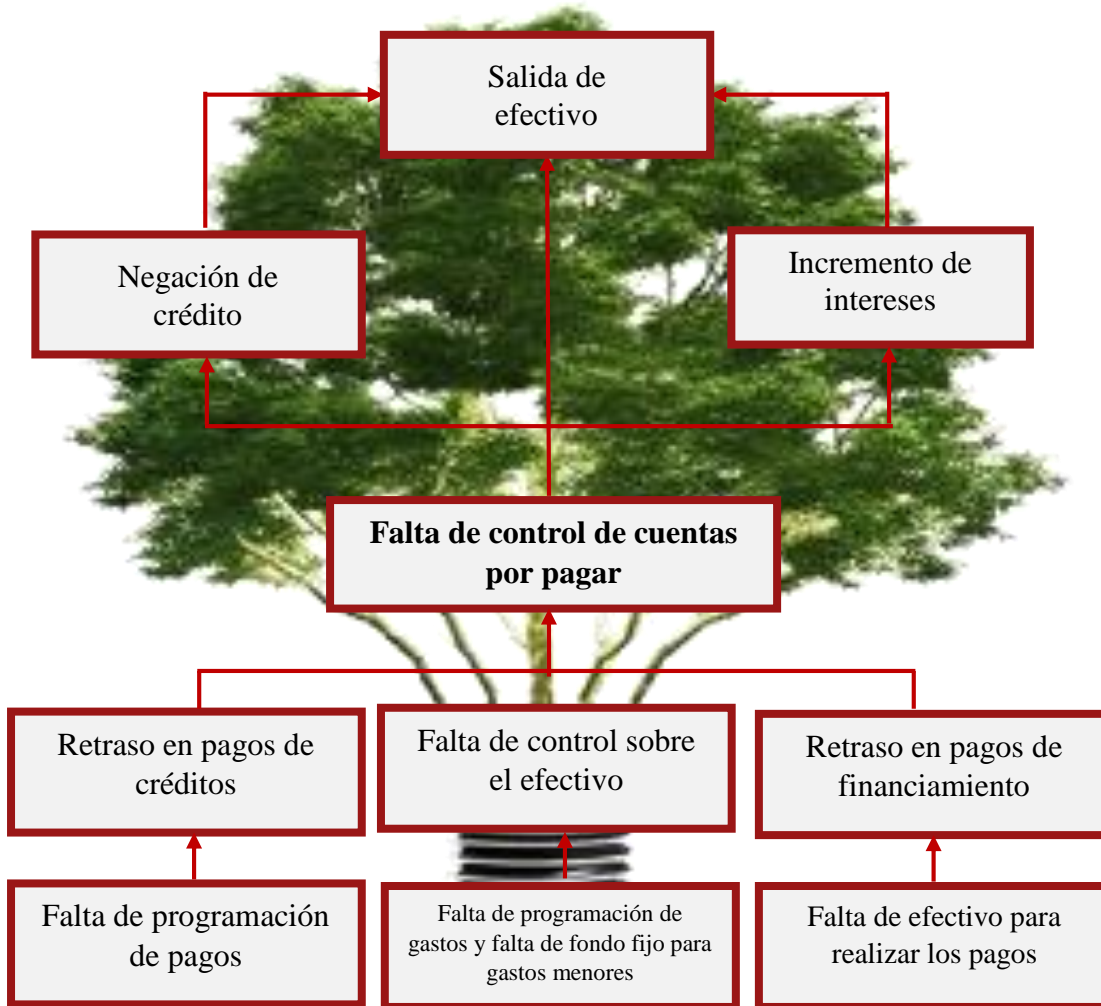 Salida de
efectivo
Negación de
crédito
Incremento de
intereses
Falta de control de cuentas
por pagar
Retraso en pagos de
créditos
Falta de control sobre
el efectivo
Retraso en pagos de
financiamiento
Falta de programación
de pagos
Falta de programación de
gastos y falta de fondo fijo para
gastos menores
Falta de efectivo para
realizar los pagos